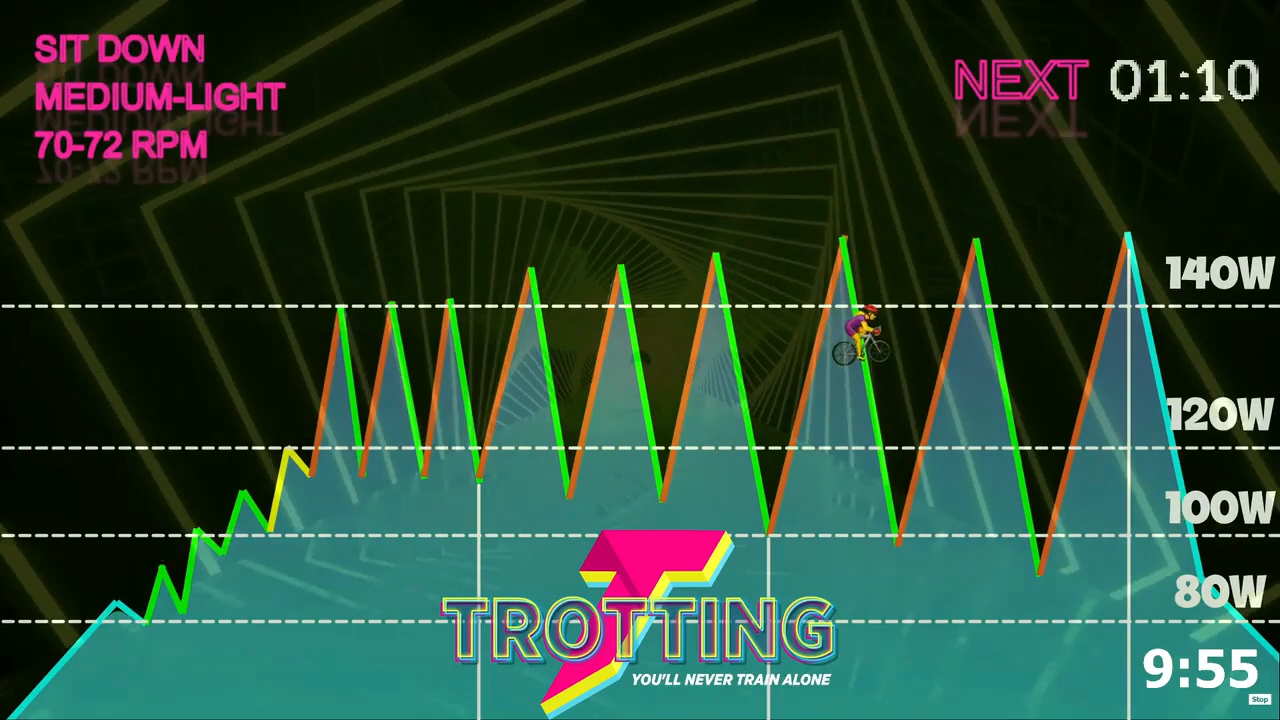 SIT DOWN
MEDIUM-LIGHT
70-72 RPM
NEXT 01:10
140W
120W
100W
80W
TROTTING
YOU'LL NEVER TRAIN ALONE
9:55
Stop